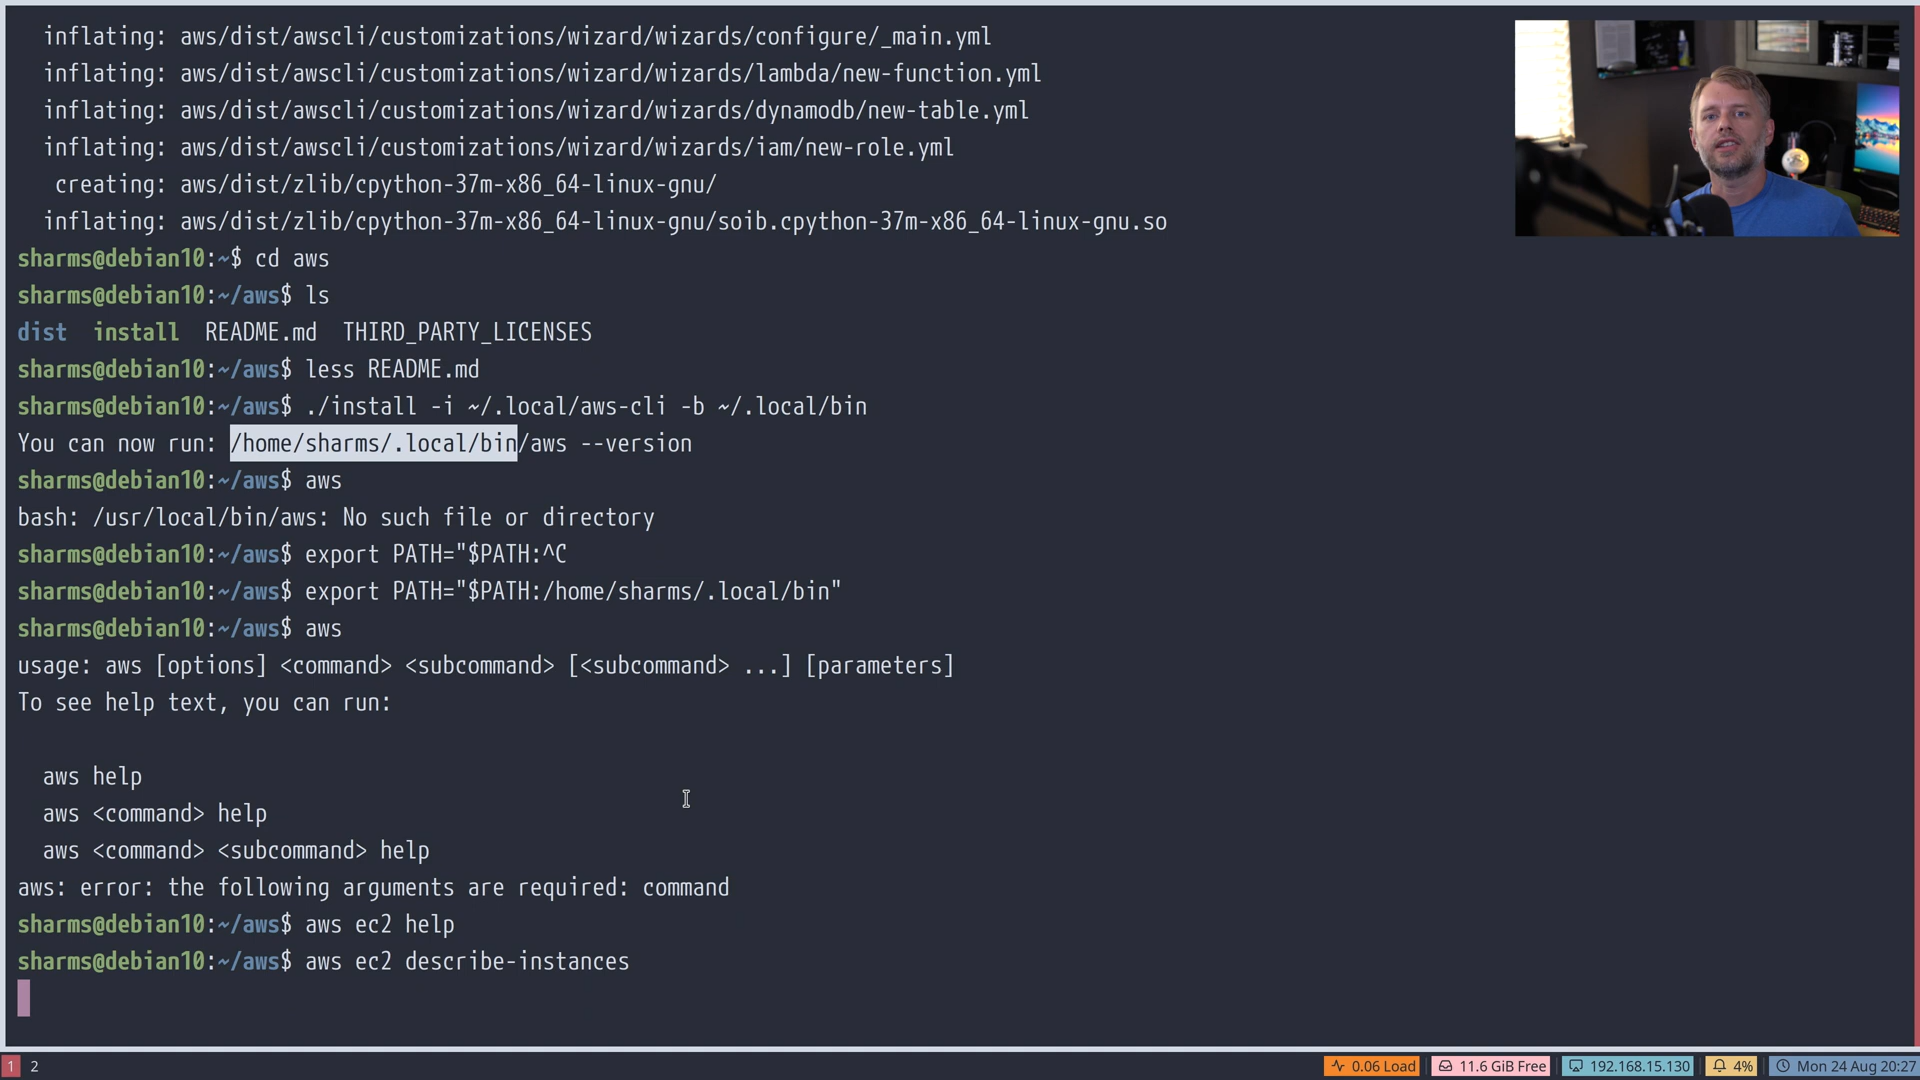 inflating: aws/dist/awscli/customizations/wizard/wizards/configure/_main.yml
inflating: aws/dist/awscli/customizations/wizard/wizards/lambda/new-function.yml
inflating: aws/dist/awscli/customizations/wizard/wizards/dynamodb/new-table.yml
inflating: aws/dist/awscli/customizations/wizard/wizards/iam/new-role.yml
creating: aws/dist/zlib/cpython-37m-x86_64-linux-gnu/
inflating: aws/dist/zlib/cpython-37m-x86_64-linux-gnu/soib.cpython-37m-x86_64-linux-gnu.so
sharms@debian10:~$ cd aws
sharms@debian10:~/aws$ ls
dist  install  README.md  THIRD_PARTY_LICENSES
sharms@debian10:~/aws$ less README.md
sharms@debian10:~/aws$ ./install -i ~/.local/aws-cli -b ~/.local/bin
You can now run: /home/sharms/.local/bin/aws --version
sharms@debian10:~/aws$ aws
bash: /usr/local/bin/aws: No such file or directory
sharms@debian10:~/aws$ export PATH="$PATH:^C
sharms@debian10:~/aws$ export PATH="$PATH:/home/sharms/.local/bin"
sharms@debian10:~/aws$ aws
usage: aws [options] <command> <subcommand> [<subcommand> ...] [parameters]
To see help text, you can run:
aws help
aws <command> help
aws <command> <subcommand> help
aws: error: the following arguments are required: command
sharms@debian10:~/aws$ aws ec2 help
sharms@debian10:~/aws$ aws ec2 describe-instances
1 2 0.06 Load 11.6 GiB Free 192.168.15.130 4% Mon 24 Aug 20:27